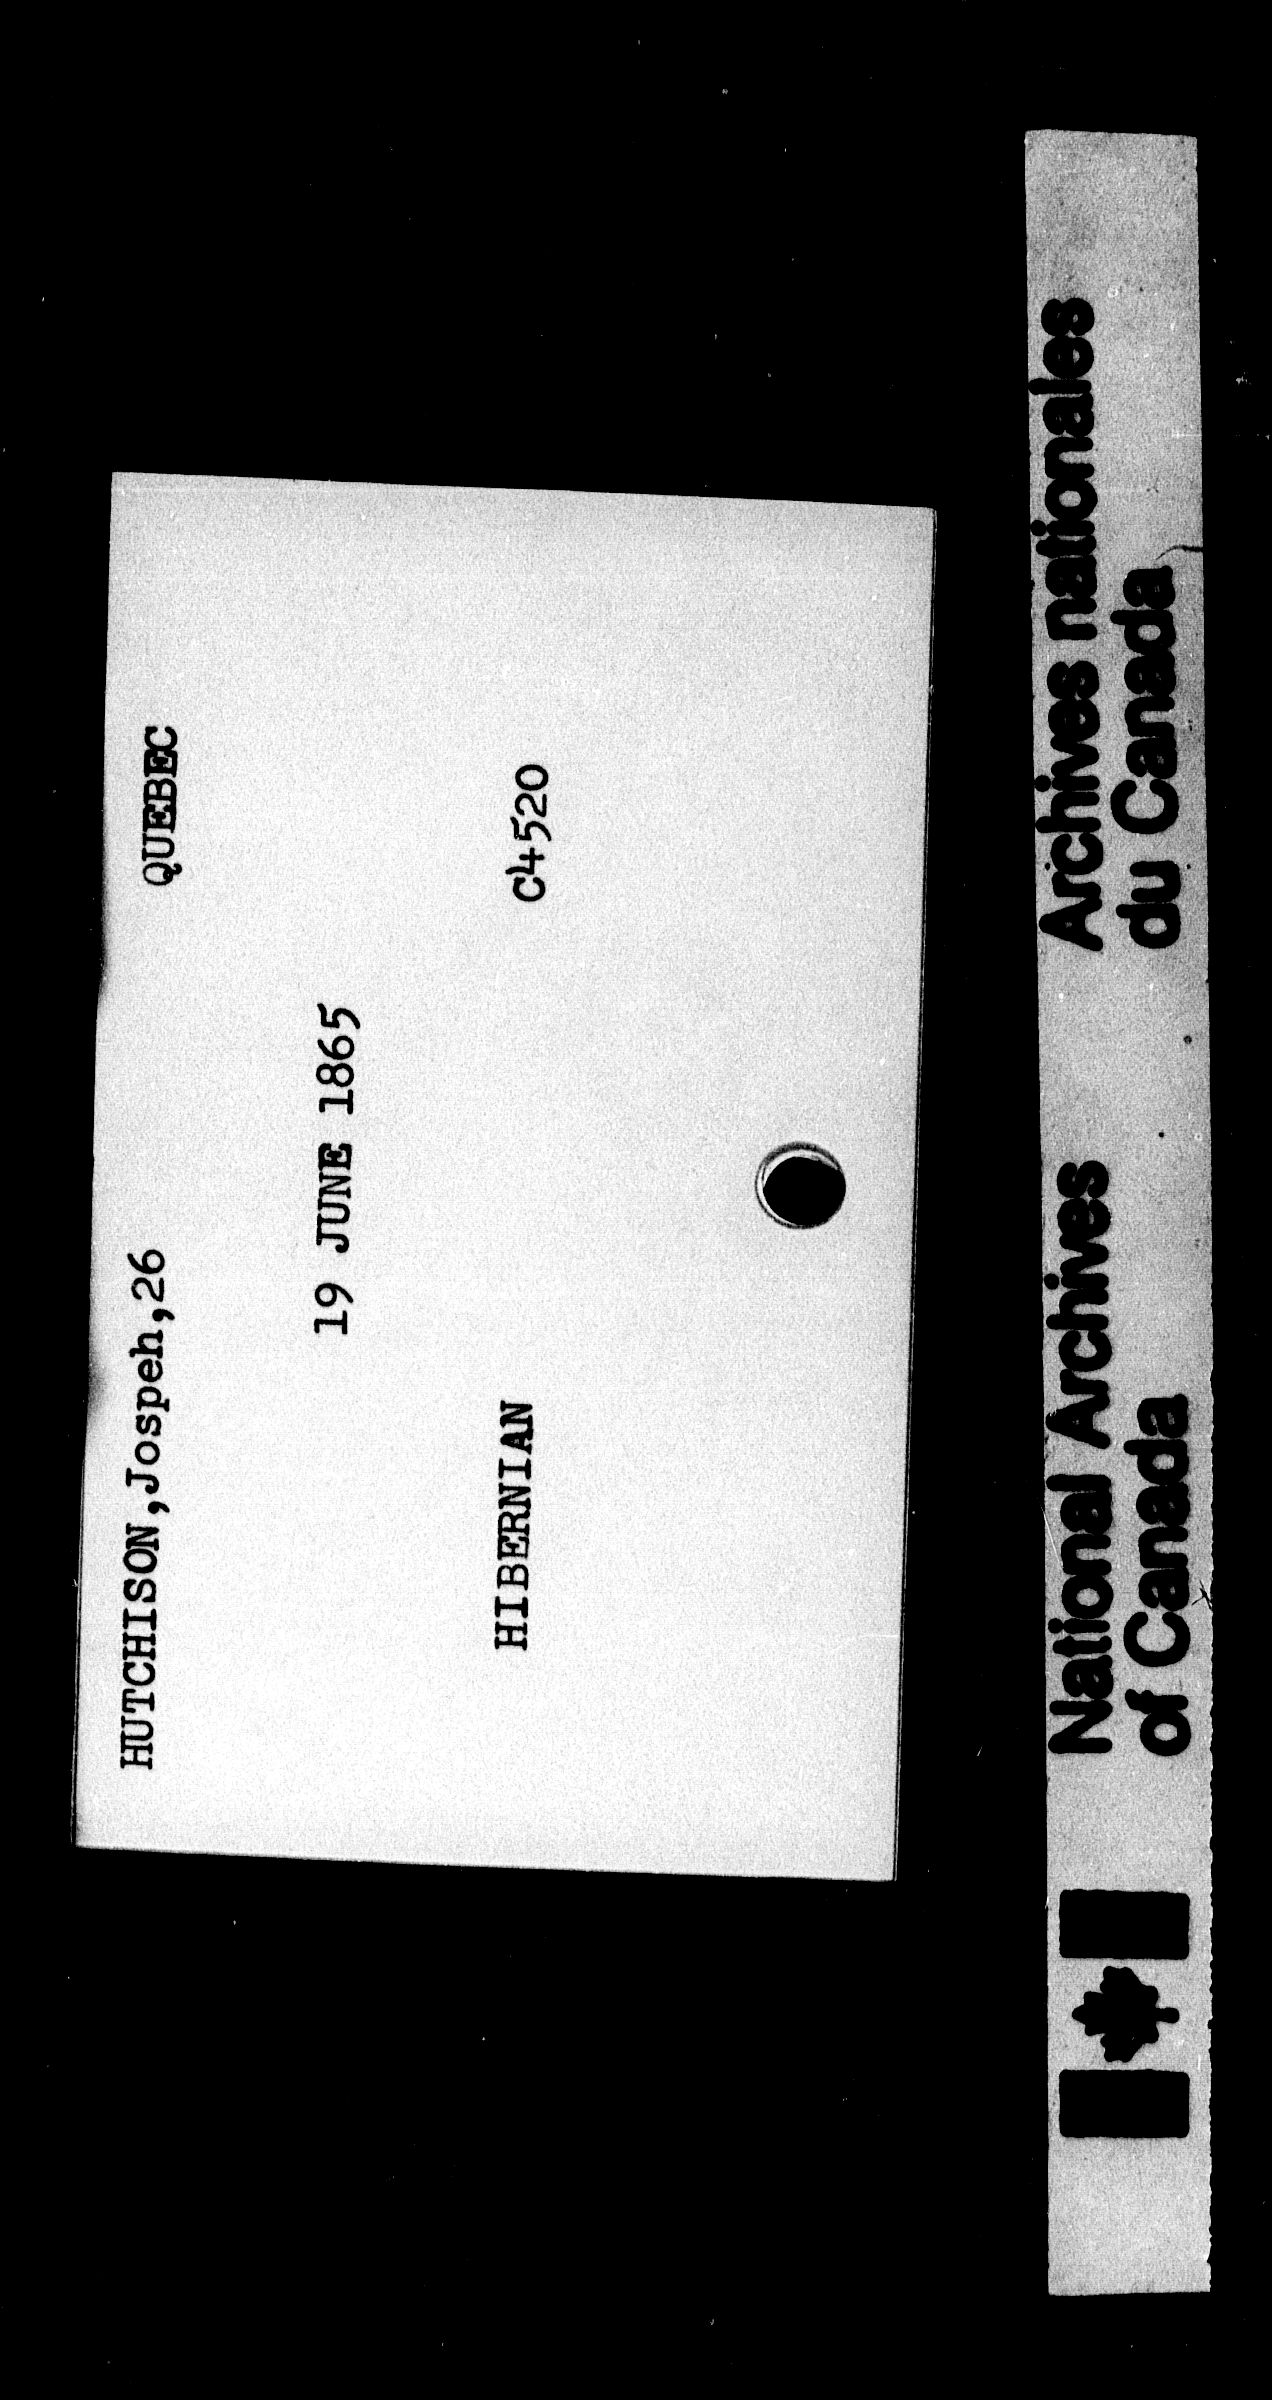 HUTCHISON,Jospeh,26 QUEBEC
19 JUNE 1865
HIBERNIAN C4520
National Archives
of Canada
Archives nationales
du Canada